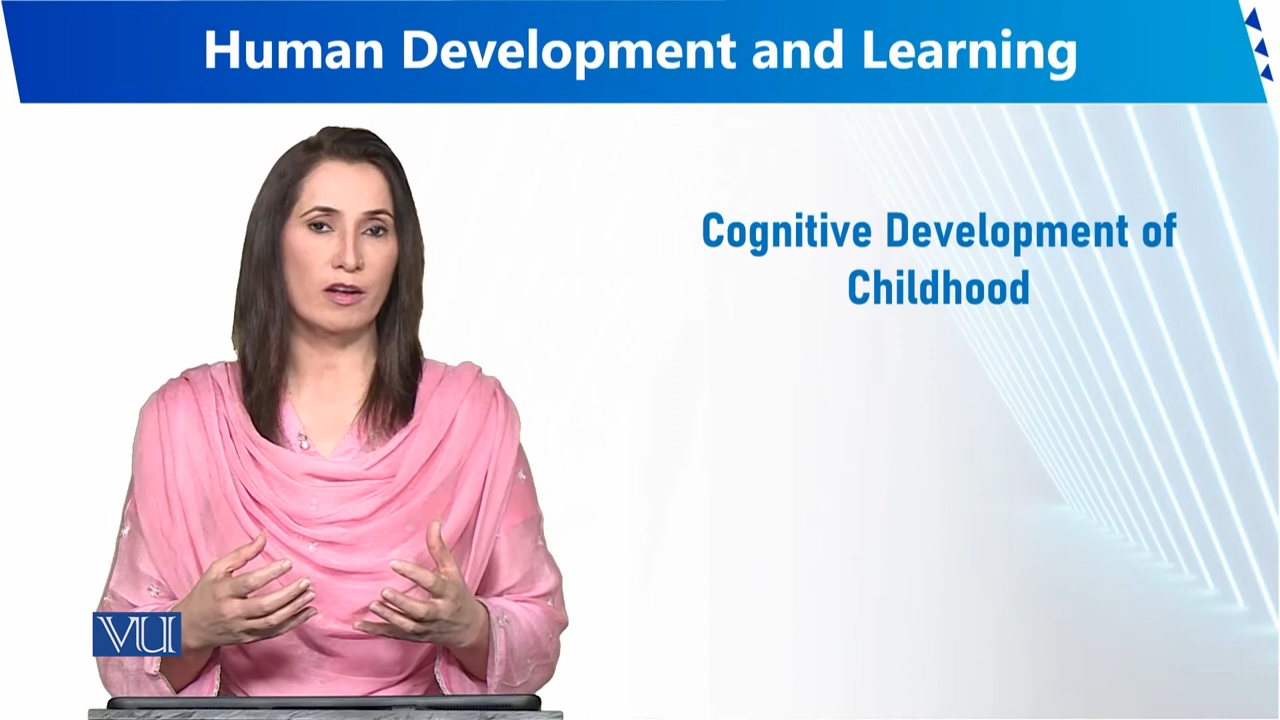 Human Development and Learning
Cognitive Development of
Childhood
VU